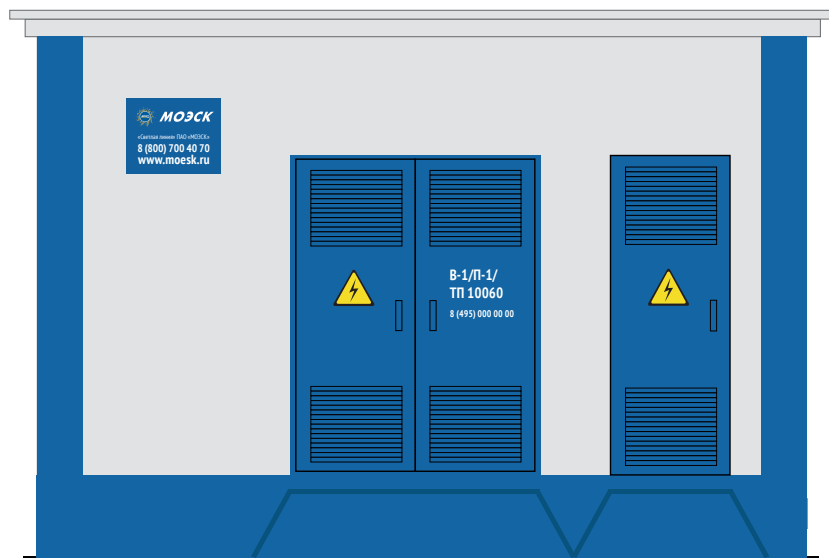 МОЭСК
«Светлая линия» ПАО «МОЭСК»
8 (800) 700 40 70
www.moesk.ru
В-1/П-1/
ТП 10060
8 (495) 000 00 00